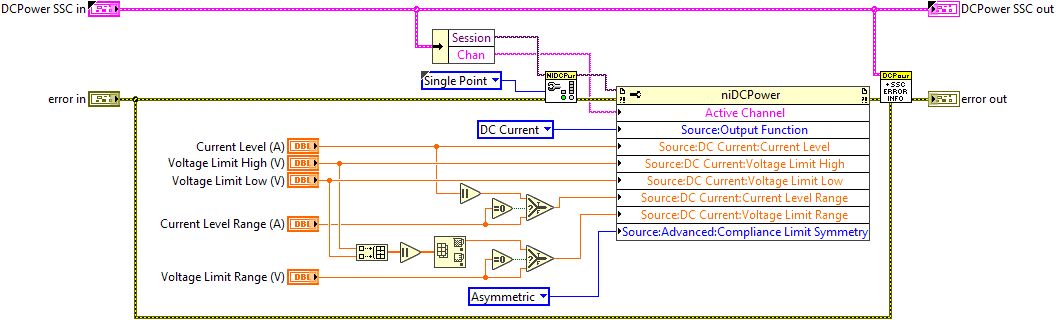 DCPower SSC in
DCPower SSC out
Session
Chan
Single Point
NIDCPwr
DCPowr
+SSC
ERROR
INFO
error in
error out
niDCPower
Active Channel
DC Current
Source:Output Function
Current Level (A)
DBL
Source:DC Current:Current Level
Voltage Limit High (V)
DBL
Source:DC Current:Voltage Limit High
Voltage Limit Low (V)
DBL
Source:DC Current:Voltage Limit Low
Source:DC Current:Current Level Range
Current Level Range (A)
DBL
=0
?
T
F
Source:DC Current:Voltage Limit Range
Source:Advanced:Compliance Limit Symmetry
=0
?
T
F
Voltage Limit Range (V)
DBL
Asymmetric